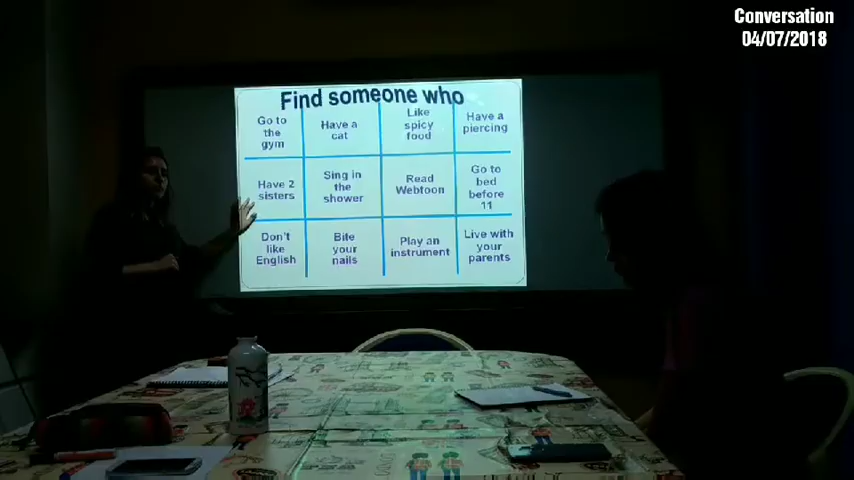 Conversation
04/07/2018
Find someone who
Go to
the
gym
Have a
cat
Like
spicy
food
Have a
piercing
Have 2
sisters
Sing in
the
shower
Read
Webtoon
Go to
bed
before
11
Don't
like
English
Bite
your
nails
Play an
instrument
Live with
your
parents